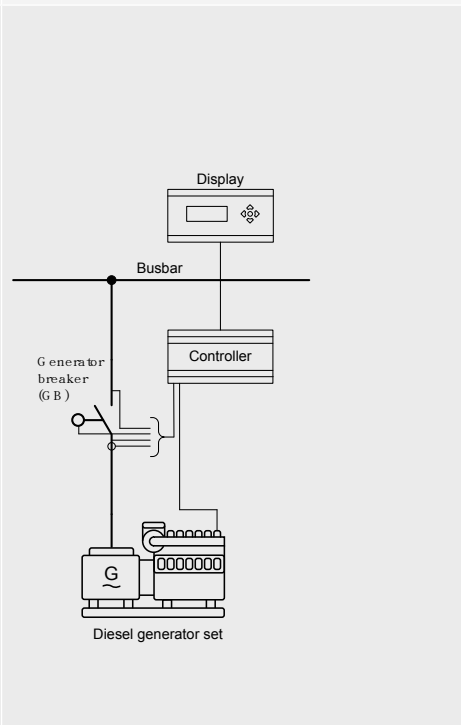 Display
Busbar
Controller
Generator
breaker
(GB)
G
Diesel generator set